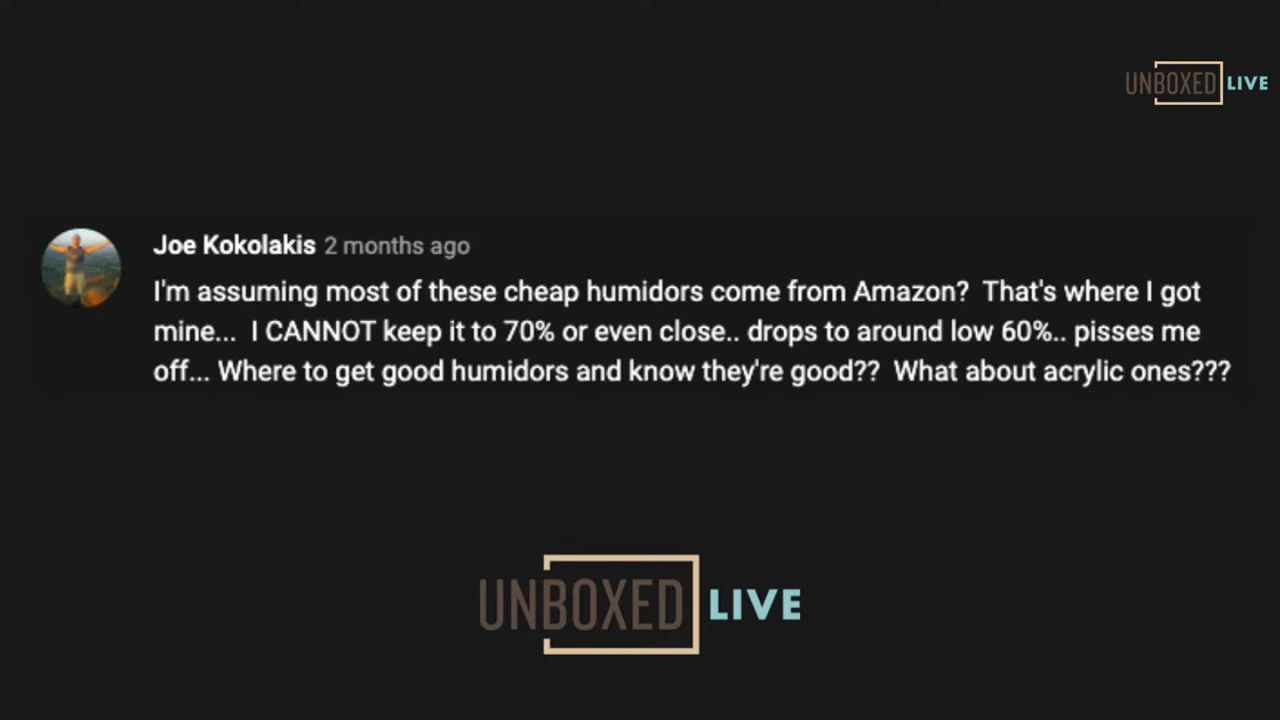 UNBOXED LIVE
Joe Kokolakis 2 months ago
I'm assuming most of these cheap humidors come from Amazon?  That's where I got
mine...  I CANNOT keep it to 70% or even close.. drops to around low 60%.. pisses me
off... Where to get good humidors and know they're good??  What about acrylic ones???
UNBOXED LIVE